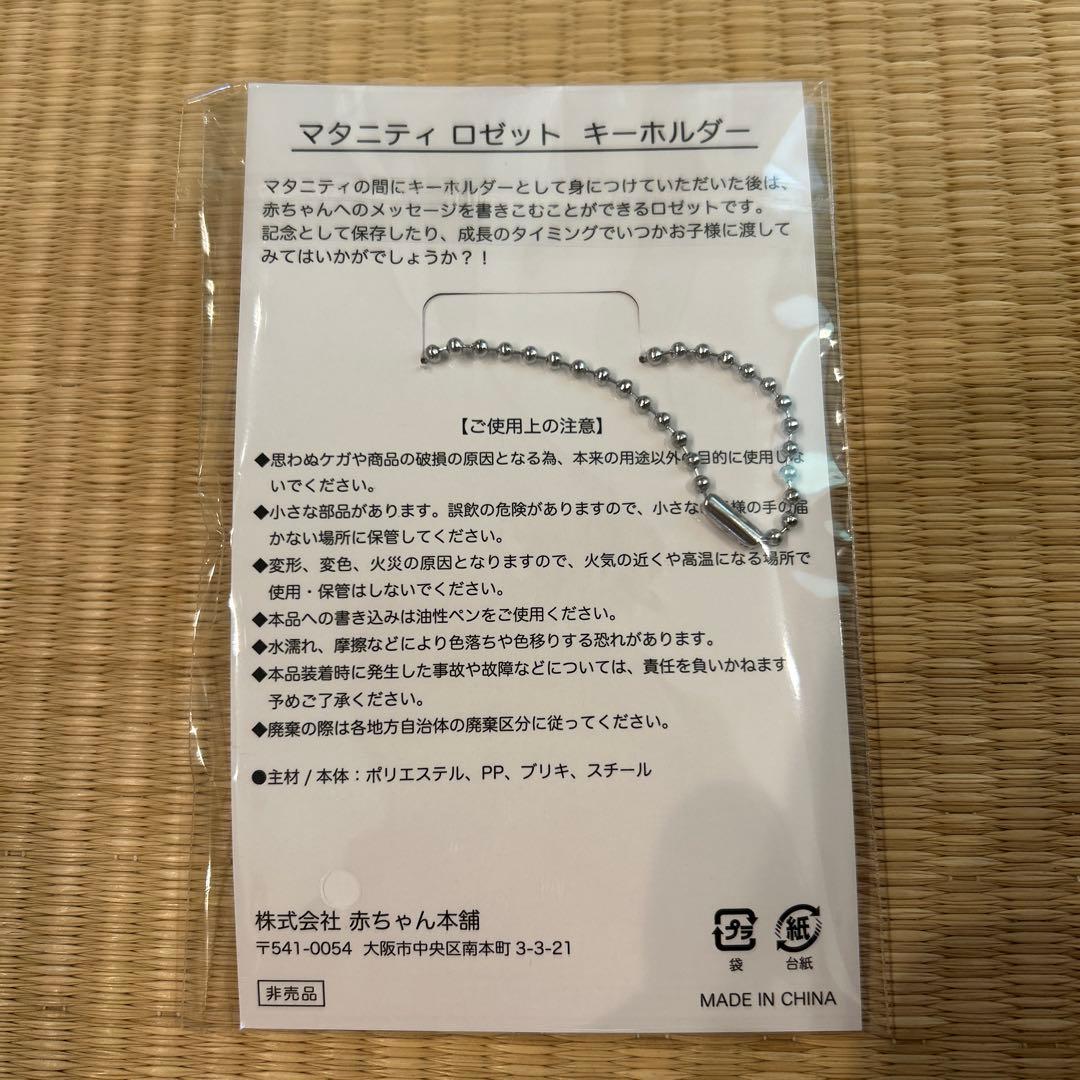 マタニティ ロゼット キーホルダー
マタニティの間にキーホルダーとして身につけていただいた後は、
赤ちゃんへのメッセージを書きこむことができるロゼットです。
記念として保存したり、成長のタイミングでいつかお子様に渡して
みてはいかがでしょうか?!
【ご使用上の注意】
◆思わぬケガや商品の破損の原因となる為、本来の用途以外 目的に使用しな
いでください。
◆小さな部品があります。誤飲の危険がありますので、小さな 様の手の届
かない場所に保管してください。
◆変形、変色、火災の原因となりますので、火気の近くや高温になる場所で
使用・保管はしないでください。
◆本品への書き込みは油性ペンをご使用ください。
◆水濡れ、摩擦などにより色落ちや色移りする恐れがあります。
◆本品装着時に発生した事故や故障などについては、責任を負いかねます
予めご了承ください。
◆廃棄の際は各地方自治体の廃棄区分に従ってください。
●主材 / 本体：ポリエステル、PP、ブリキ、スチール
株式会社 赤ちゃん本舗
〒541-0054 大阪市中央区南本町 3-3-21
非売品
プラ
袋
紙
台紙
MADE IN CHINA